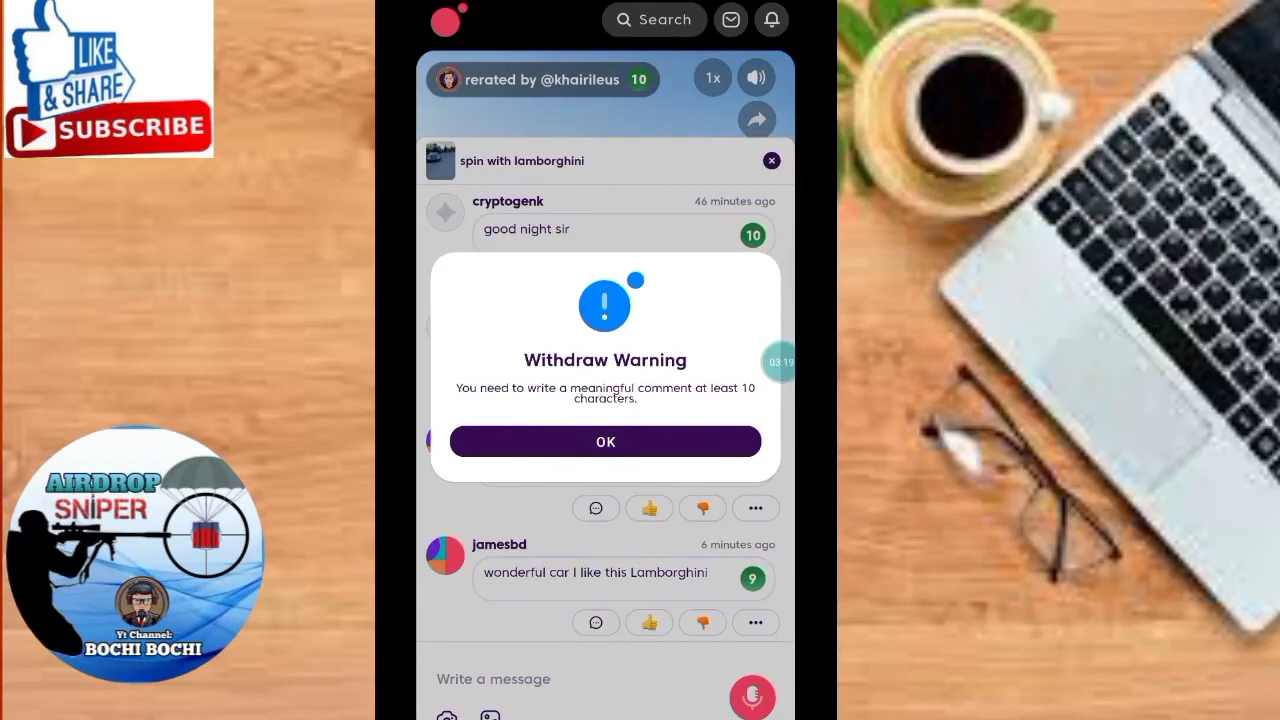 LIKE
& SHARE
SUBSCRIBE
AIRDROP
SNIPER
Yt Channel:
BOCHI BOCHI
Search
rerated by @khairileus 10
1x
spin with lamborghini
cryptogenk 46 minutes ago
good night sir 10
Withdraw Warning
You need to write a meaningful comment at least 10
characters.
OK
03:19
jamesbd 6 minutes ago
wonderful car I like this Lamborghini 9
Write a message